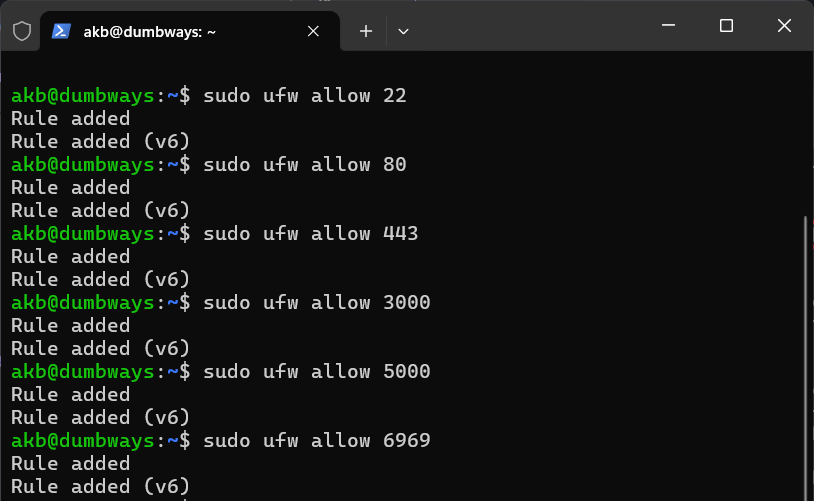 akb@dumbways: ~
akb@dumbways:~$ sudo ufw allow 22
Rule added
Rule added (v6)
akb@dumbways:~$ sudo ufw allow 80
Rule added
Rule added (v6)
akb@dumbways:~$ sudo ufw allow 443
Rule added
Rule added (v6)
akb@dumbways:~$ sudo ufw allow 3000
Rule added
Rule added (v6)
akb@dumbways:~$ sudo ufw allow 5000
Rule added
Rule added (v6)
akb@dumbways:~$ sudo ufw allow 6969
Rule added
Rule added (v6)